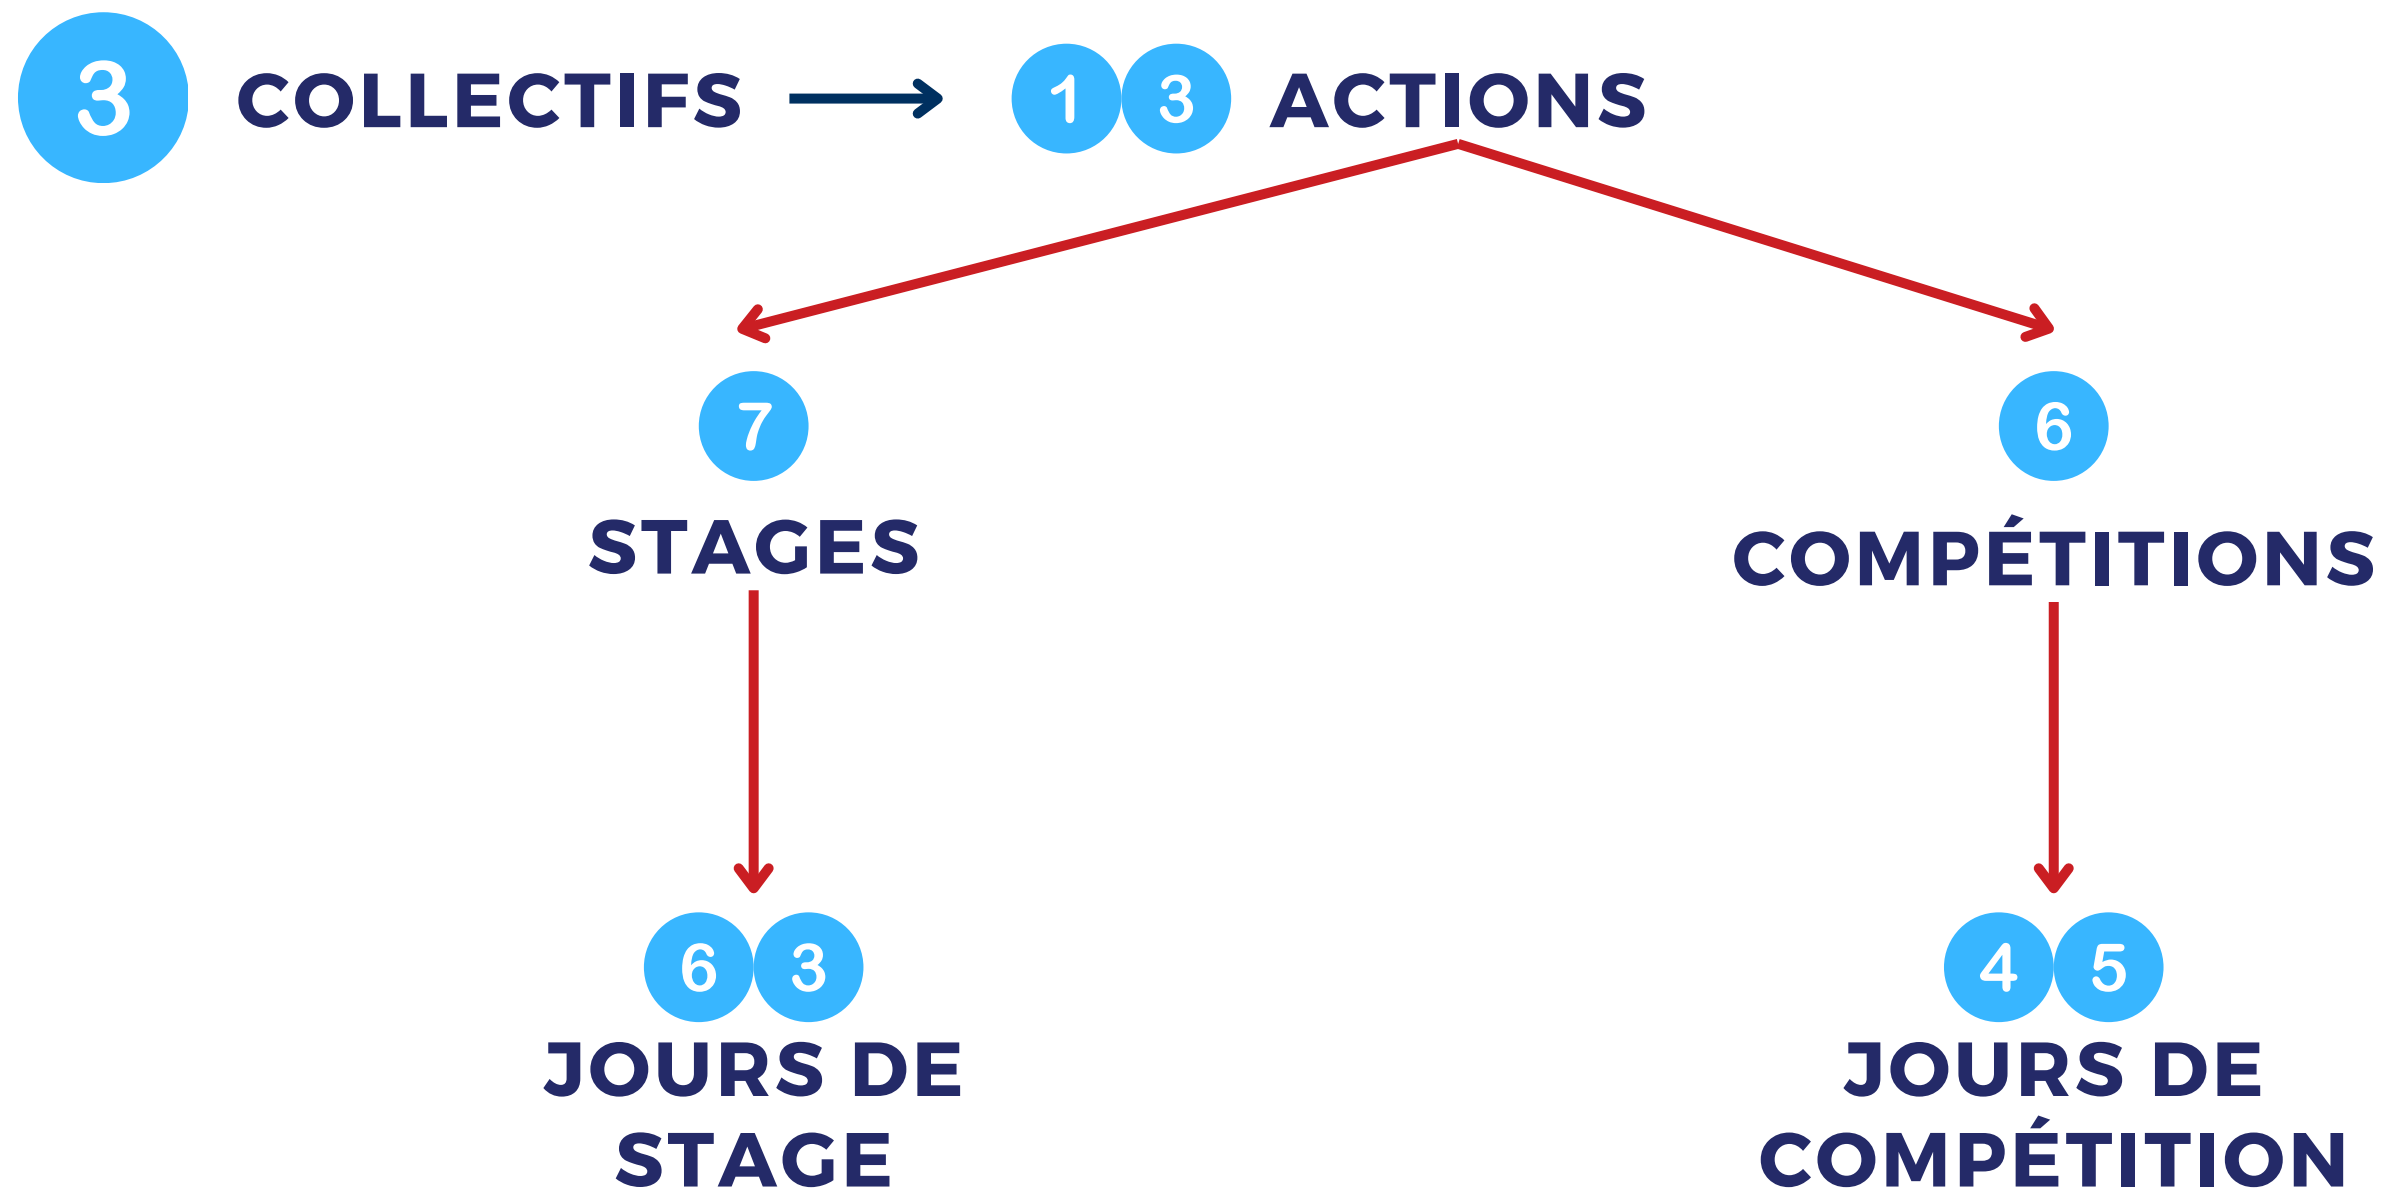 3 COLLECTIFS 13 ACTIONS
7
STAGES
6
COMPÉTITIONS
63
JOURS DE
STAGE
45
JOURS DE
COMPÉTITION